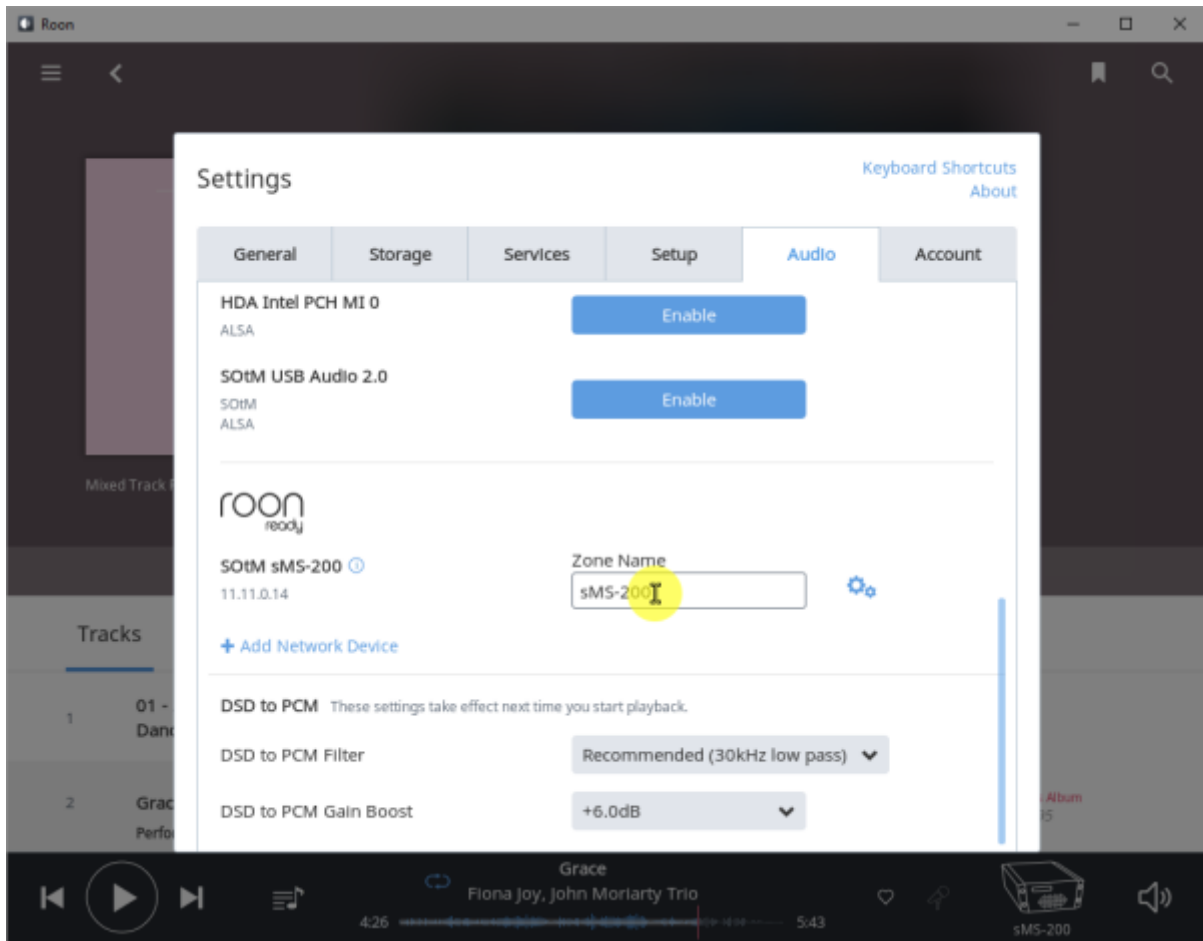 Roon
Keyboard Shortcuts
Settings
About
General Storage Services Setup Audio Account
HDA Intel PCH MI 0
ALSA
Enable
SOtM USB Audio 2.0
SOtM
ALSA
Enable
roon
ready
SOtM sMS-200
11.11.0.14
Zone Name
sMS-200
+ Add Network Device
DSD to PCM These settings take effect next time you start playback.
DSD to PCM Filter
Recommended (30kHz low pass)
DSD to PCM Gain Boost
+6.0dB
Mixed Track
Tracks
1
01 -
2
Album
Grace
Fiona Joy, John Moriarty Trio
4:26
5:43
sMS-200